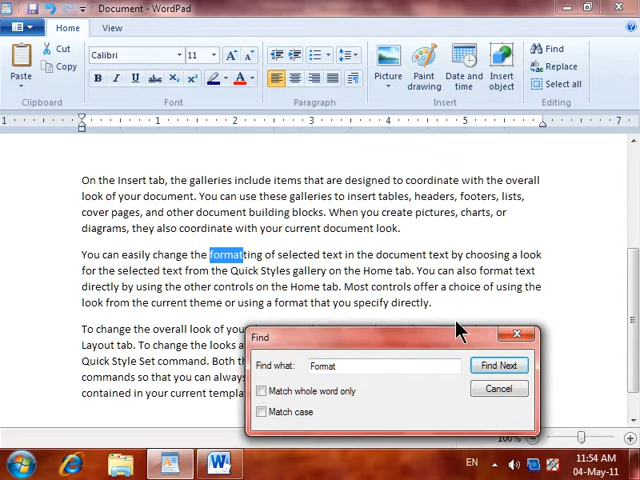 Document - WordPad
Home
View
Paste
Cut
Copy
Clipboard
Calibri
11
Font
Paragraph
Picture
Paint drawing
Date and time
Insert object
Insert
Find
Replace
Select all
Editing
1 1 2 3 4 5 6 7
On the Insert tab, the galleries include items that are designed to coordinate with the overall
look of your document. You can use these galleries to insert tables, headers, footers, lists,
cover pages, and other document building blocks. When you create pictures, charts, or
diagrams, they also coordinate with your current document look.
You can easily change the formatting of selected text in the document text by choosing a look
for the selected text from the Quick Styles gallery on the Home tab. You can also format text
directly by using the other controls on the Home tab. Most controls offer a choice of using the
look from the current theme or using a format that you specify directly.
To change the overall look of you
Layout tab. To change the looks a
Quick Style Set command. Both th
commands so that you can always
contained in your current templa
Find
Find what: Format
Find Next
Match whole word only
Cancel
Match case
100%
EN
11:54 AM
04-May-11